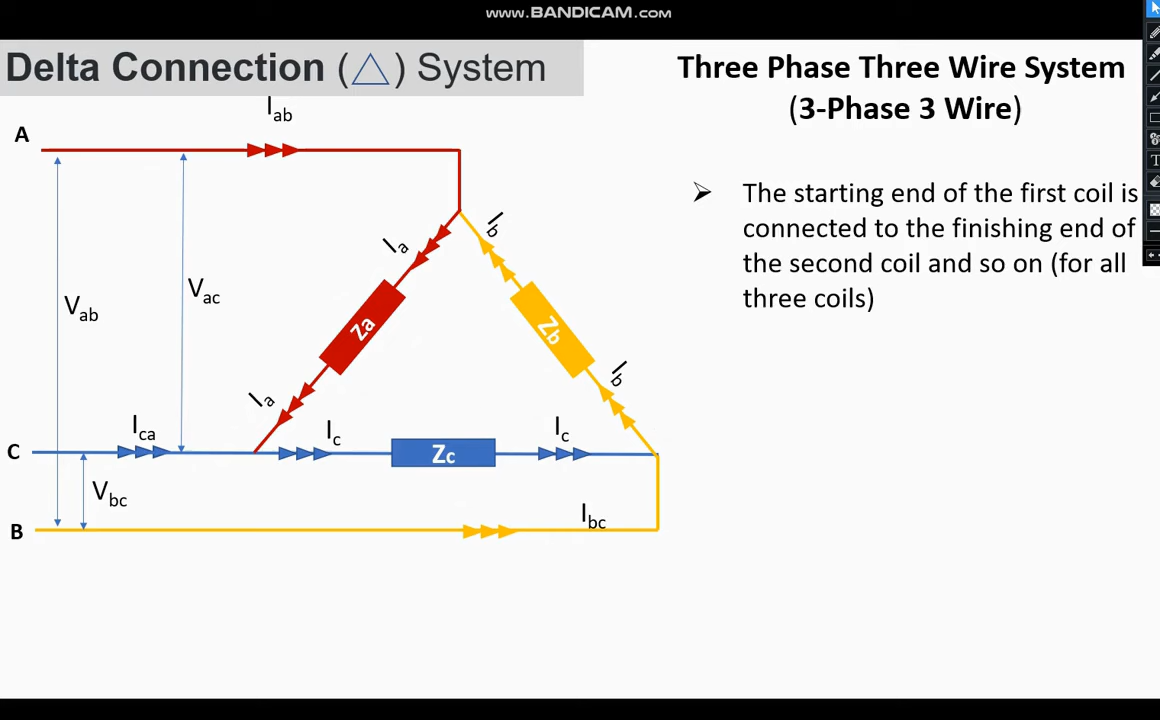 www.BANDICAM.com
Delta Connection (△) System
Three Phase Three Wire System
(3-Phase 3 Wire)
Iab
A
➢ The starting end of the first coil is
connected to the finishing end of
the second coil and so on (for all
three coils)
Ib
Ia
Vac
Vab
Za
Zb
Ib
Ia
Ica
Ic
Ic
C
Zc
Vbc
Ibc
B
T